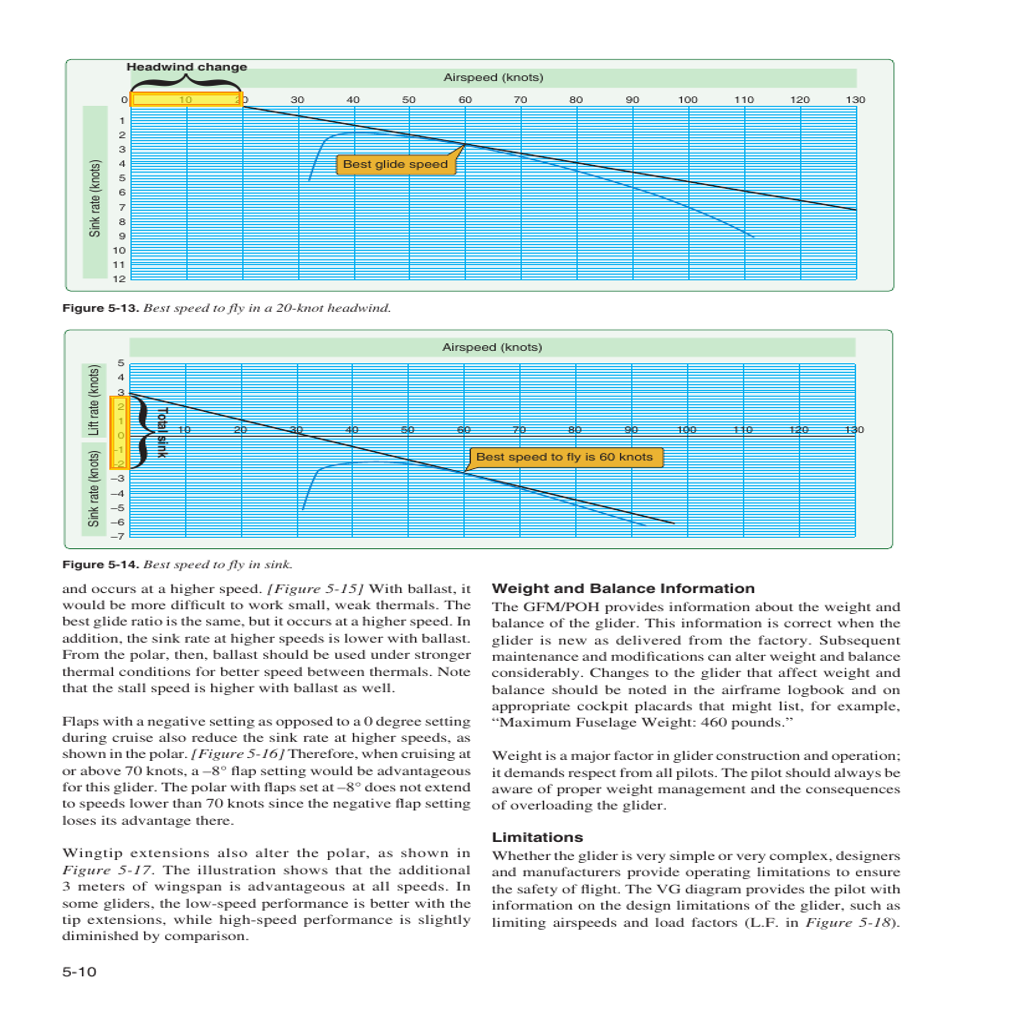 Headwind change
Airspeed (knots)
0 10 20 30 40 50 60 70 80 90 100 110 120 130
Sink rate (knots)
1
2
3
4
5
6
7
8
9
10
11
12
Best glide speed
Figure 5-13. Best speed to fly in a 20-knot headwind.
Airspeed (knots)
Lift rate (knots)
Sink rate (knots)
5
4
3
2
1
0
–1
–2
–3
–4
–5
–6
–7
Total sink
10 20 30 40 50 60 70 80 90 100 110 120 130
Best speed to fly is 60 knots
Figure 5-14. Best speed to fly in sink.
and occurs at a higher speed. [Figure 5-15] With ballast, it
would be more difficult to work small, weak thermals. The
best glide ratio is the same, but it occurs at a higher speed. In
addition, the sink rate at higher speeds is lower with ballast.
From the polar, then, ballast should be used under stronger
thermal conditions for better speed between thermals. Note
that the stall speed is higher with ballast as well.
Flaps with a negative setting as opposed to a 0 degree setting
during cruise also reduce the sink rate at higher speeds, as
shown in the polar. [Figure 5-16] Therefore, when cruising at
or above 70 knots, a –8° flap setting would be advantageous
for this glider. The polar with flaps set at –8° does not extend
to speeds lower than 70 knots since the negative flap setting
loses its advantage there.
Wingtip extensions also alter the polar, as shown in
Figure 5-17. The illustration shows that the additional
3 meters of wingspan is advantageous at all speeds. In
some gliders, the low-speed performance is better with the
tip extensions, while high-speed performance is slightly
diminished by comparison.
Weight and Balance Information
The GFM/POH provides information about the weight and
balance of the glider. This information is correct when the
glider is new as delivered from the factory. Subsequent
maintenance and modifications can alter weight and balance
considerably. Changes to the glider that affect weight and
balance should be noted in the airframe logbook and on
appropriate cockpit placards that might list, for example,
“Maximum Fuselage Weight: 460 pounds.”
Weight is a major factor in glider construction and operation;
it demands respect from all pilots. The pilot should always be
aware of proper weight management and the consequences
of overloading the glider.
Limitations
Whether the glider is very simple or very complex, designers
and manufacturers provide operating limitations to ensure
the safety of flight. The VG diagram provides the pilot with
information on the design limitations of the glider, such as
limiting airspeeds and load factors (L.F. in Figure 5-18).
5-10